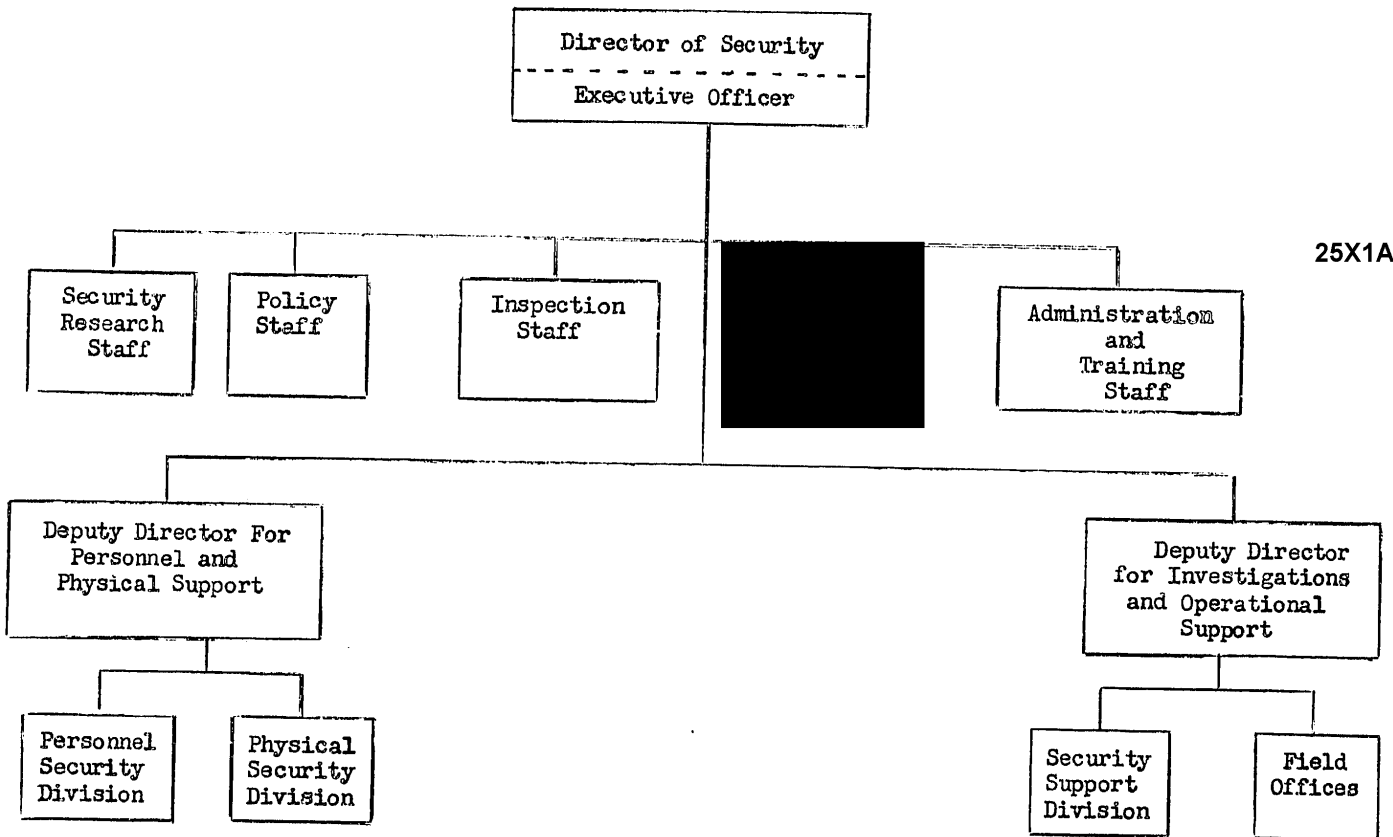 Director of Security
Executive Officer
25X1A
Security
Research
Staff
Policy
Staff
Inspection
Staff
Administration
and
Training
Staff
Deputy Director For
Personnel and
Physical Support
Deputy Director
for Investigations
and Operational
Support
Personnel
Security
Division
Physical
Security
Division
Security
Support
Division
Field
Offices